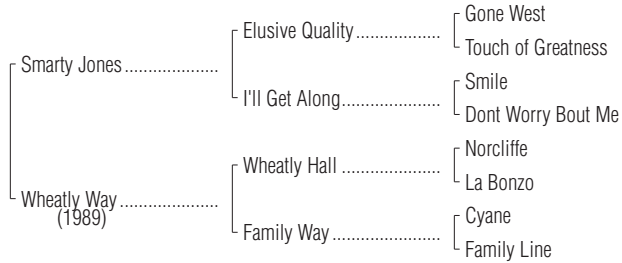 Gone West
Elusive Quality..................
Touch of Greatness
Smarty Jones....................
Smile
I'll Get Along.....................
Dont Worry Bout Me
Norcliffe
Wheatly Hall .....................
La Bonzo
Wheatly Way.....................
(1989)
Cyane
Family Way.......................
Family Line